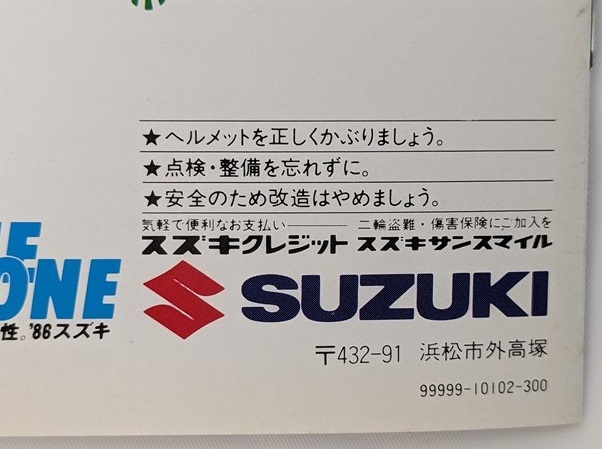 ★ヘルメットを正しくかぶりましょう。
★点検・整備を忘れずに。
★安全のため改造はやめましょう。
気軽で便利なお支払い――― 二輪盗難・傷害保険にご加入を
スズキクレジット スズキサンスマイル
ONE
SUZUKI
性。'86スズキ
〒432-91 浜松市外高塚
99999-10102-300